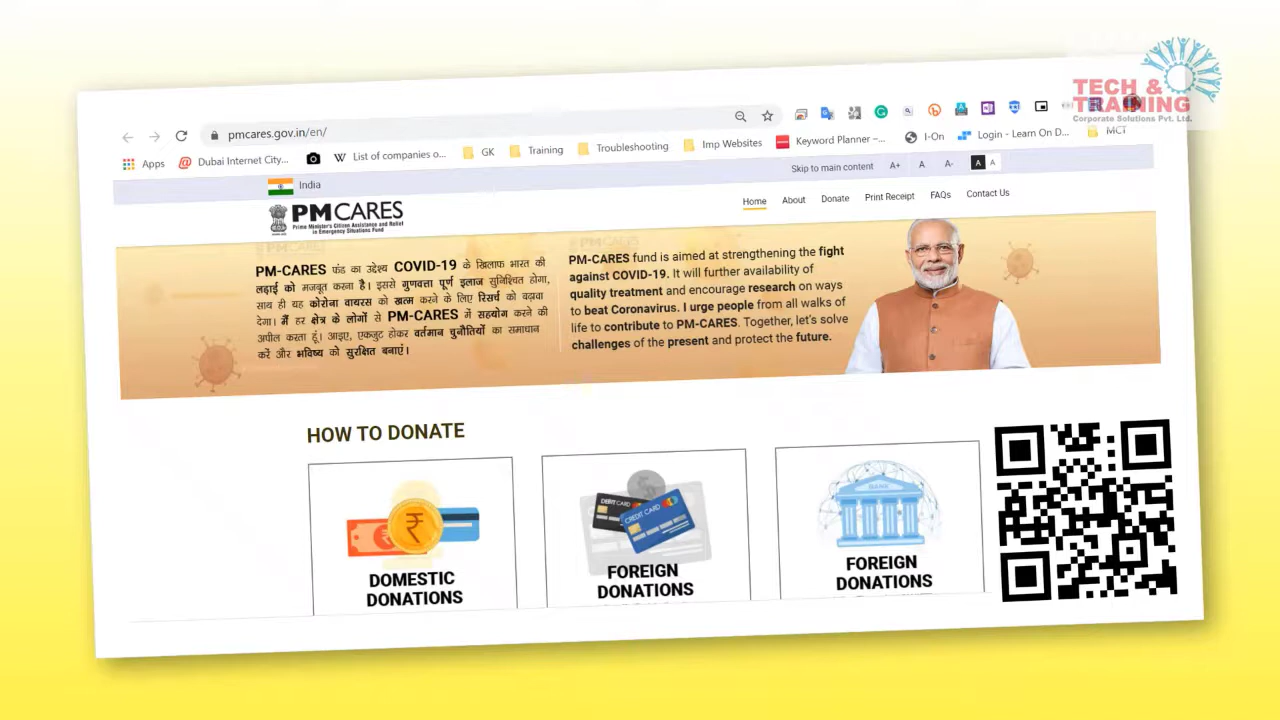 TECH &
TRAINING
Corporate Solutions Pvt. Ltd.
pmcares.gov.in/en/
Apps
Dubai Internet City...
List of companies o...
GK
Training
Troubleshooting
Imp Websites
Keyword Planner –...
I-On
Login - Learn On D...
MCT
India
Skip to main content
A+
A
A-
A
A
PM CARES
Prime Minister's Citizen Assistance and Relief
in Emergency Situations Fund
Home
About
Donate
Print Receipt
FAQs
Contact Us
PM-CARES फंड का उद्देश्य COVID-19 के खिलाफ भारत की
लड़ाई को मजबूत करना है। इससे गुणवत्ता पूर्ण इलाज सुनिश्चित होगा,
साथ ही यह कोरोना वायरस को खत्म करने के लिए रिसर्च को बढ़ावा
देगा। मैं हर क्षेत्र के लोगों से PM-CARES में सहयोग करने की
अपील करता हूं। आइए, एकजुट होकर वर्तमान चुनौतियों का समाधान
करें और भविष्य को सुरक्षित बनाएं।
PM-CARES fund is aimed at strengthening the fight
against COVID-19. It will further availability of
quality treatment and encourage research on ways
to beat Coronavirus. I urge people from all walks of
life to contribute to PM-CARES. Together, let's solve
challenges of the present and protect the future.
HOW TO DONATE
DOMESTIC
DONATIONS
DEBIT CARD
CREDIT CARD
FOREIGN
DONATIONS
BANK
FOREIGN
DONATIONS